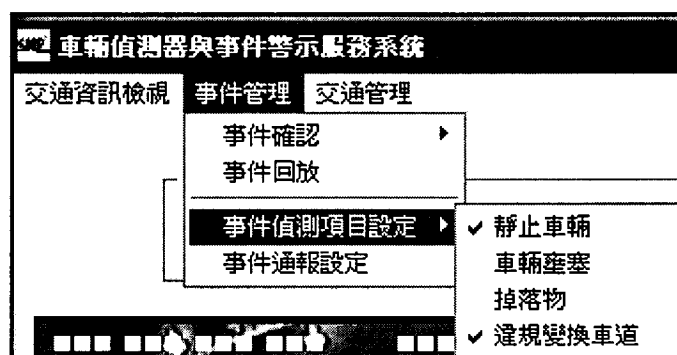 車輛偵測器與事件警示服務系統
交通資訊檢視 事件管理 交通管理
事件確認
事件回放
事件偵測項目設定
事件通報設定
✓ 靜止車輛
車輛壅塞
掉落物
✓ 違規變換車道